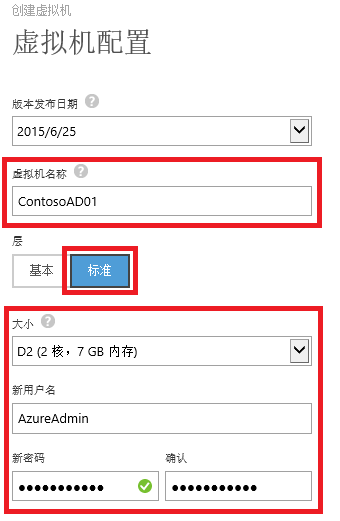 创建虚拟机
虚拟机配置
版本发布日期 ?
2015/6/25
虚拟机名称 ?
ContosoAD01
层
基本 标准
大小 ?
D2 (2 核，7 GB 内存)
新用户名
AzureAdmin
新密码 确认
●●●●●●●●●●● ●●●●●●●●●●●